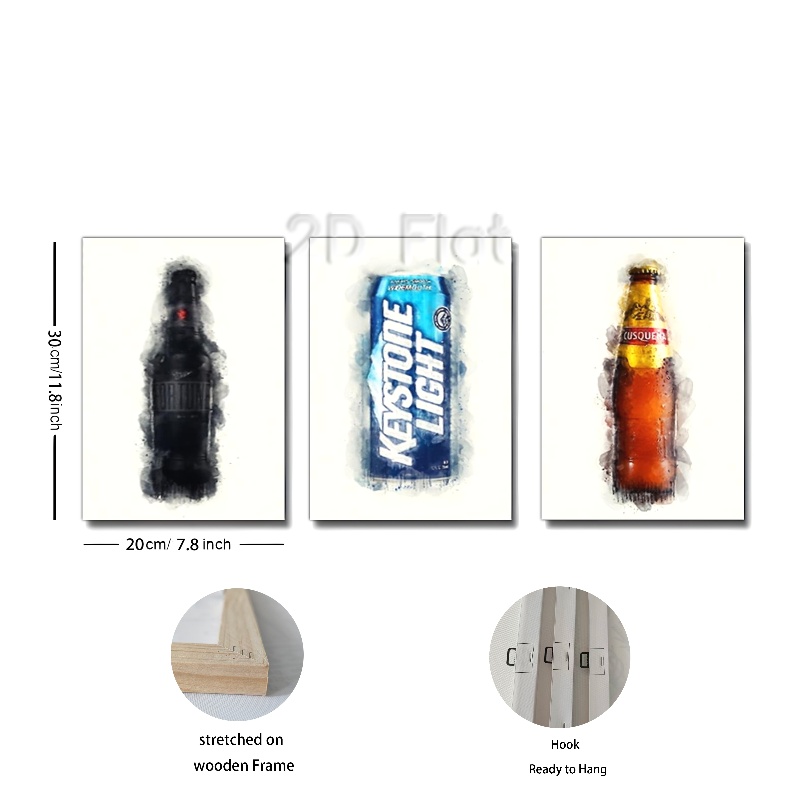 2D Flat
KEYSTONE
LIGHT
30cm/11.8inch
20cm/ 7.8 inch
stretched on
wooden Frame
Hook
Ready to Hang